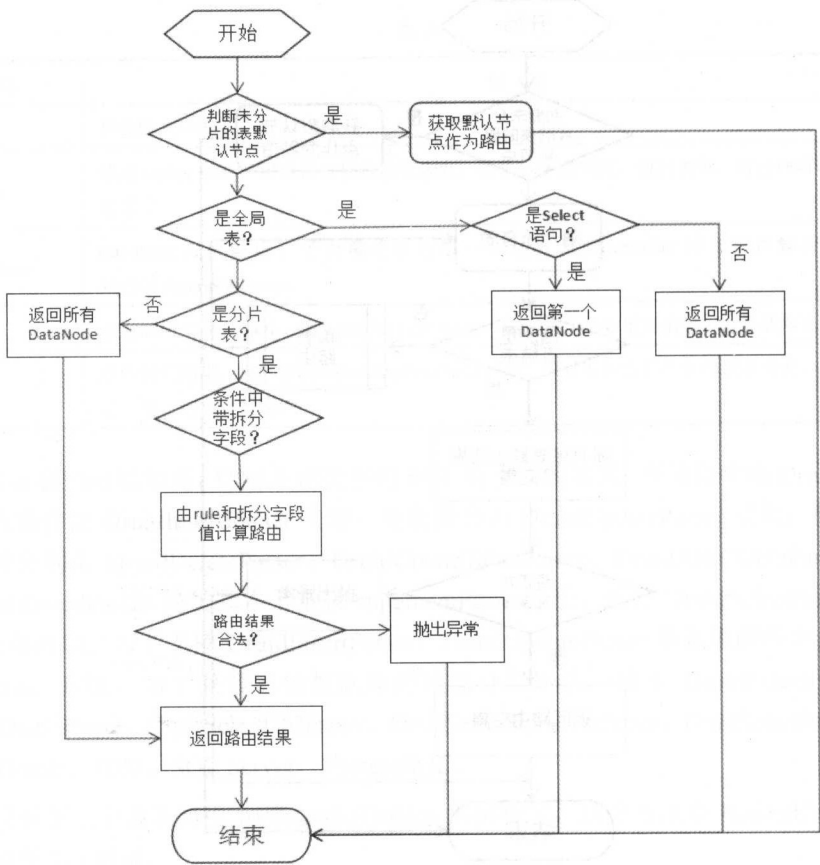 开始
判断未分
片的表默
认节点
是
获取默认节
点作为路由
是全局
表？
是
是Select
语句？
否
是
返回所有
DataNode
否
是分片
表？
返回第一个
DataNode
返回所有
DataNode
是
条件中
带拆分
字段？
由rule和拆分字段
值计算路由
路由结果
合法？
抛出异常
是
返回路由结果
结束